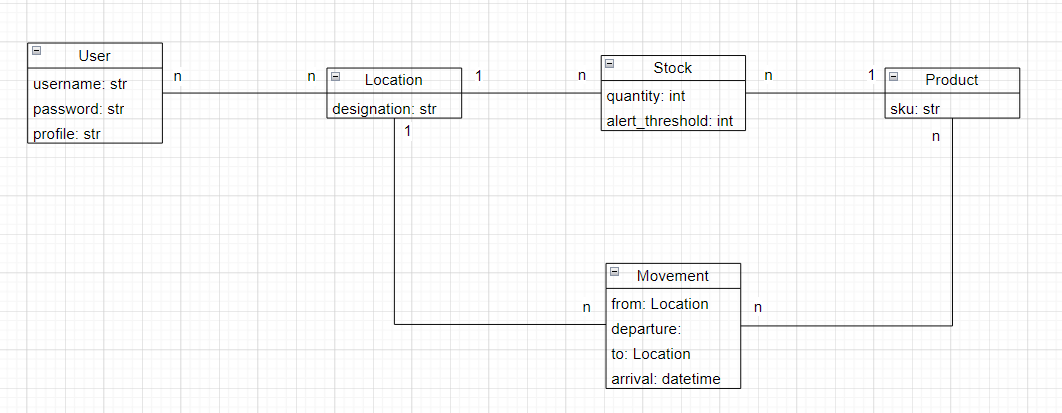 User
username: str
password: str
profile: str
n
n
Location
designation: str
1
1
n
Stock
quantity: int
alert_threshold: int
n
1
Product
sku: str
n
Movement
from: Location
departure:
to: Location
arrival: datetime
n
n